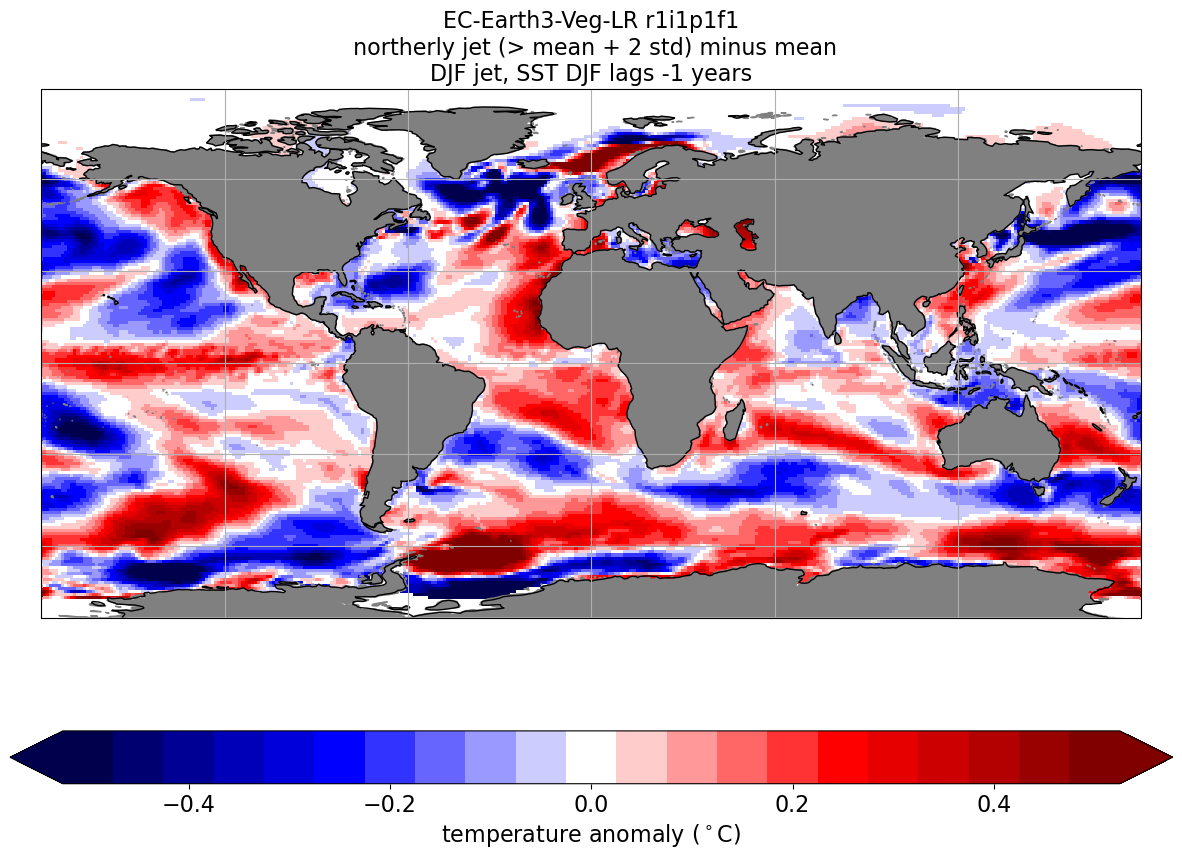 EC-Earth3-Veg-LR r1i1p1f1
northerly jet (> mean + 2 std) minus mean
DJF jet, SST DJF lags -1 years
−0.4 −0.2 0.0 0.2 0.4
temperature anomaly (°C)